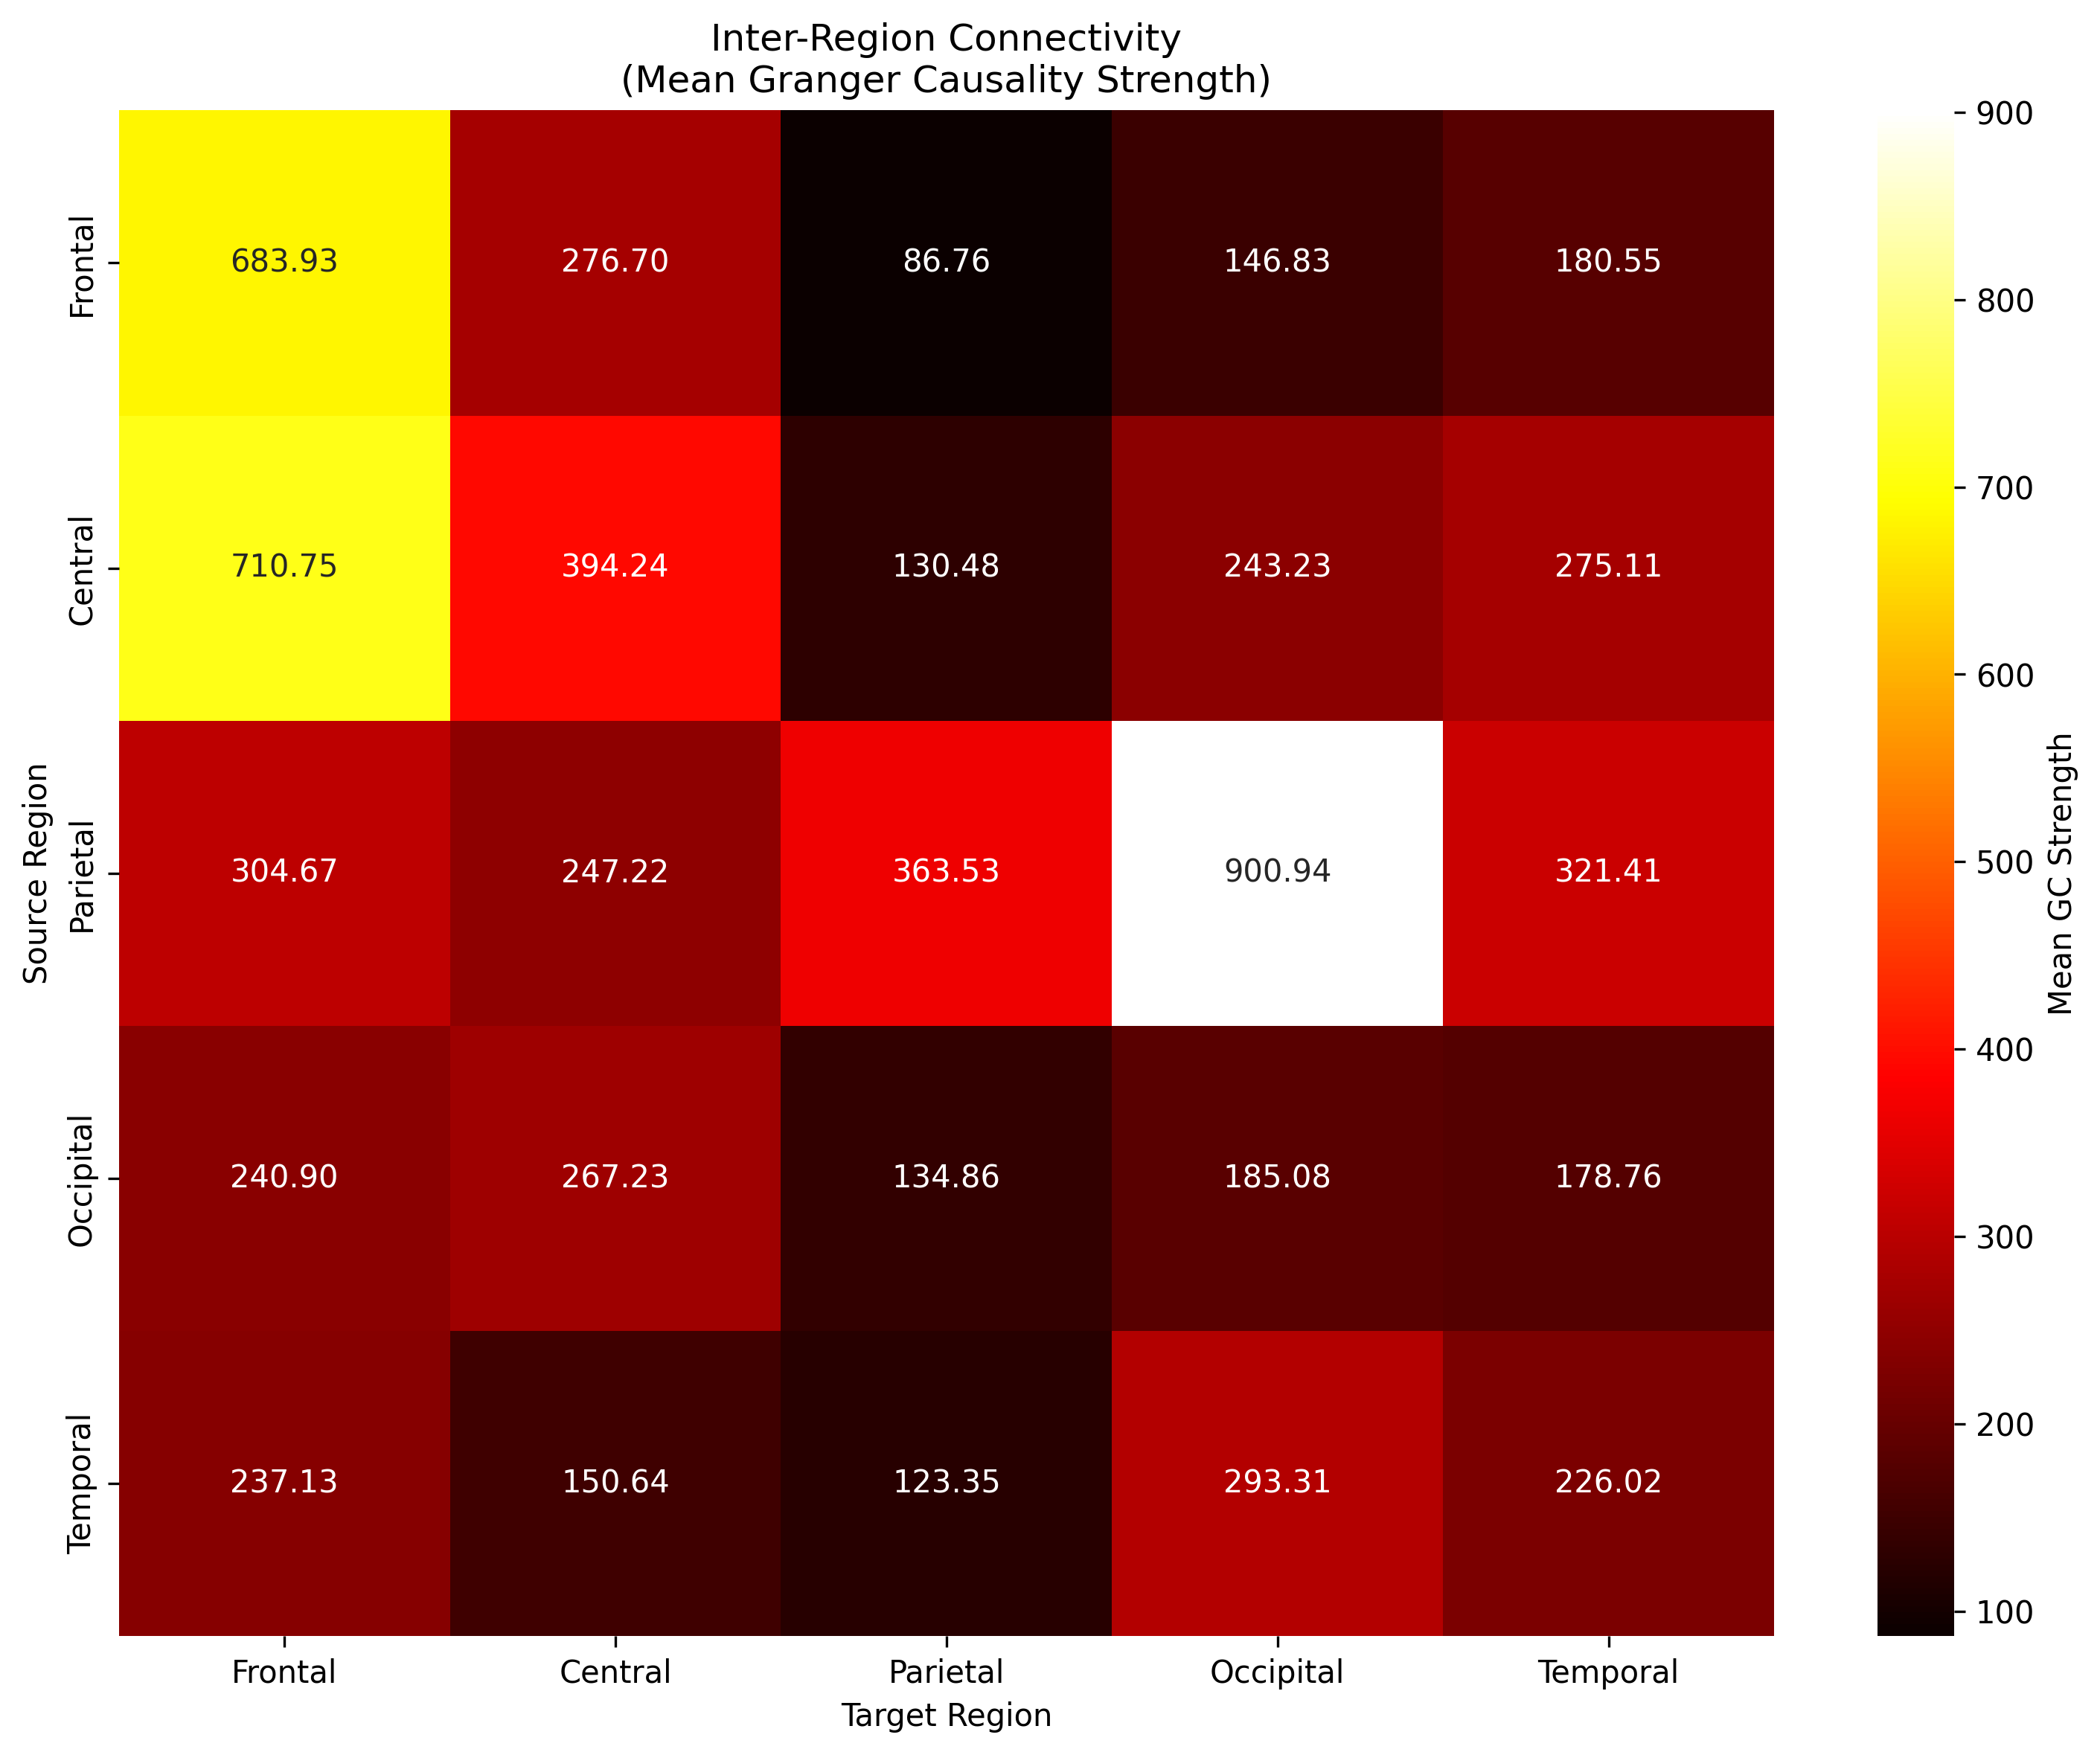 Inter-Region Connectivity
(Mean Granger Causality Strength)
Source Region
Frontal
683.93 276.70 86.76 146.83 180.55
Central
710.75 394.24 130.48 243.23 275.11
Parietal
304.67 247.22 363.53 900.94 321.41
Occipital
240.90 267.23 134.86 185.08 178.76
Temporal
237.13 150.64 123.35 293.31 226.02
Frontal Central Parietal Occipital Temporal
Target Region
900
800
700
600
500
400
300
200
100
Mean GC Strength